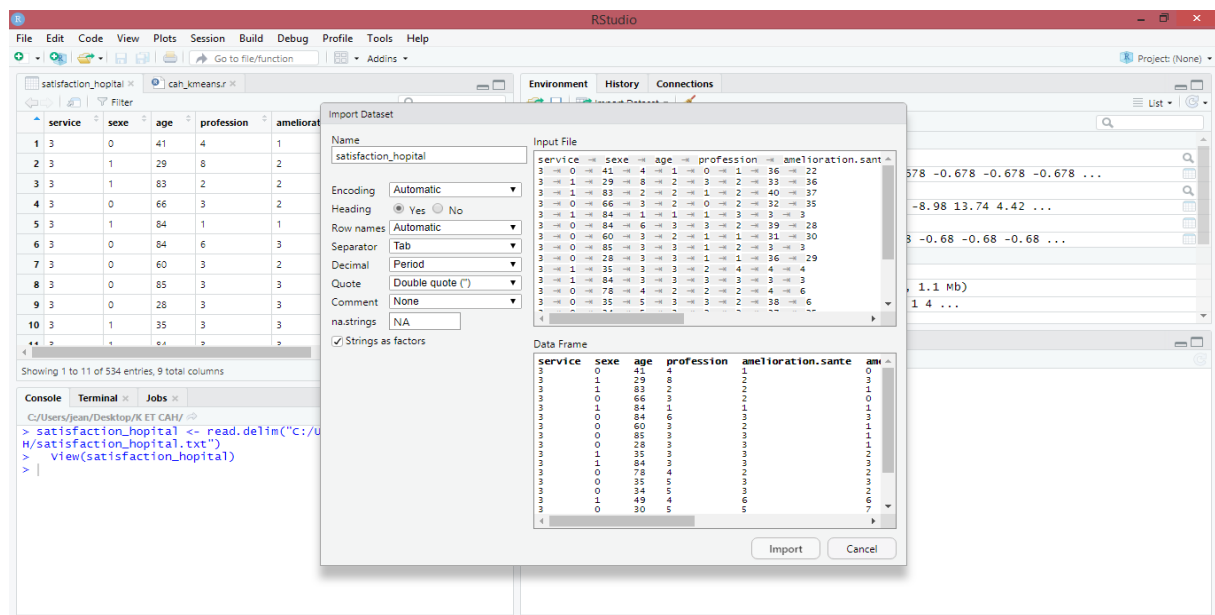 RStudio
File Edit Code View Plots Session Build Debug Profile Tools Help
Go to file/function Addins Project: (None)
satisfaction_hopital cah_kmeans.r
Filter
service sexe age profession ameliorat
1 3 0 41 4 1
2 3 1 29 8 2
3 3 1 83 2 2
4 3 0 66 3 2
5 3 1 84 1 1
6 3 0 84 6 3
7 3 0 60 3 2
8 3 0 85 3 3
9 3 0 28 3 3
10 3 1 35 3 3
Showing 1 to 11 of 534 entries, 9 total columns
Console Terminal Jobs
C:/Users/jean/Desktop/K ET CAH/
> satisfaction_hopital <- read.delim("C:/U
H/satisfaction_hopital.txt")
> View(satisfaction_hopital)
>
Environment History Connections
List
578 -0.678 -0.678 -0.678 ...
-8.98 13.74 4.42 ...
8 -0.68 -0.68 -0.68 ...
, 1.1 Mb)
1 4 ...
Import Dataset
Name
satisfaction_hopital
Encoding Automatic
Heading Yes No
Row names Automatic
Separator Tab
Decimal Period
Quote Double quote (")
Comment None
na.strings NA
Strings as factors
Input File
service → sexe → age → profession → amelioration.sant
3 → 0 → 41 → 4 → 1 → 0 → 1 → 36 → 22
3 → 1 → 29 → 8 → 2 → 3 → 2 → 33 → 36
3 → 1 → 83 → 2 → 2 → 1 → 2 → 40 → 37
3 → 0 → 66 → 3 → 2 → 0 → 2 → 32 → 35
3 → 1 → 84 → 1 → 1 → 1 → 3 → 3 → 3
3 → 0 → 84 → 6 → 3 → 3 → 2 → 39 → 28
3 → 0 → 60 → 3 → 2 → 1 → 1 → 31 → 30
3 → 0 → 85 → 3 → 3 → 1 → 2 → 3 → 3
3 → 0 → 28 → 3 → 3 → 1 → 1 → 36 → 29
3 → 1 → 35 → 3 → 3 → 2 → 4 → 4 → 4
3 → 1 → 84 → 3 → 3 → 3 → 3 → 3 → 3
3 → 0 → 78 → 4 → 2 → 2 → 2 → 4 → 6
3 → 0 → 35 → 5 → 3 → 3 → 2 → 38 → 6
Data Frame
service sexe age profession amelioration.sante am
3 0 41 4 1 0
3 1 29 8 2 3
3 1 83 2 2 1
3 0 66 3 2 0
3 1 84 1 1 1
3 0 84 6 3 3
3 0 60 3 2 1
3 0 85 3 3 1
3 0 28 3 3 1
3 1 35 3 3 2
3 1 84 3 3 3
3 0 78 4 2 2
3 0 35 5 3 3
3 0 34 5 3 2
3 1 49 4 6 6
3 0 30 5 5 7
Import Cancel